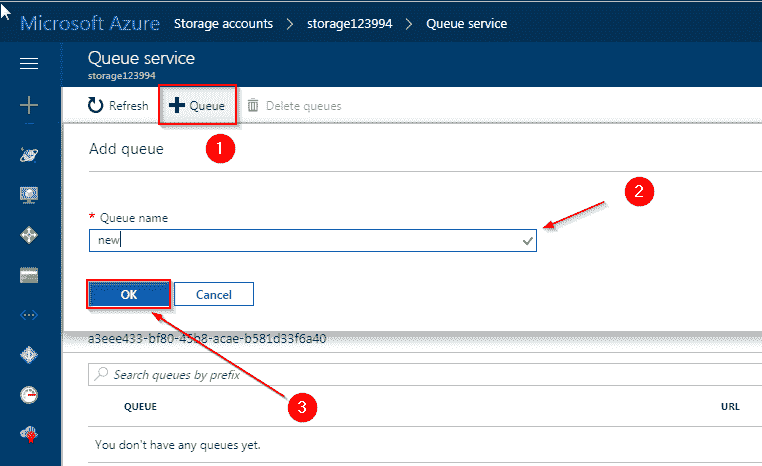 Microsoft Azure Storage accounts > storage123994 > Queue service
Queue service
storage123994
Refresh + Queue Delete queues
Add queue 1
2
* Queue name
new
OK Cancel
a3eee433-bf80-45b8-acae-b581d33f6a40
Search queues by prefix
3
QUEUE URL
You don't have any queues yet.